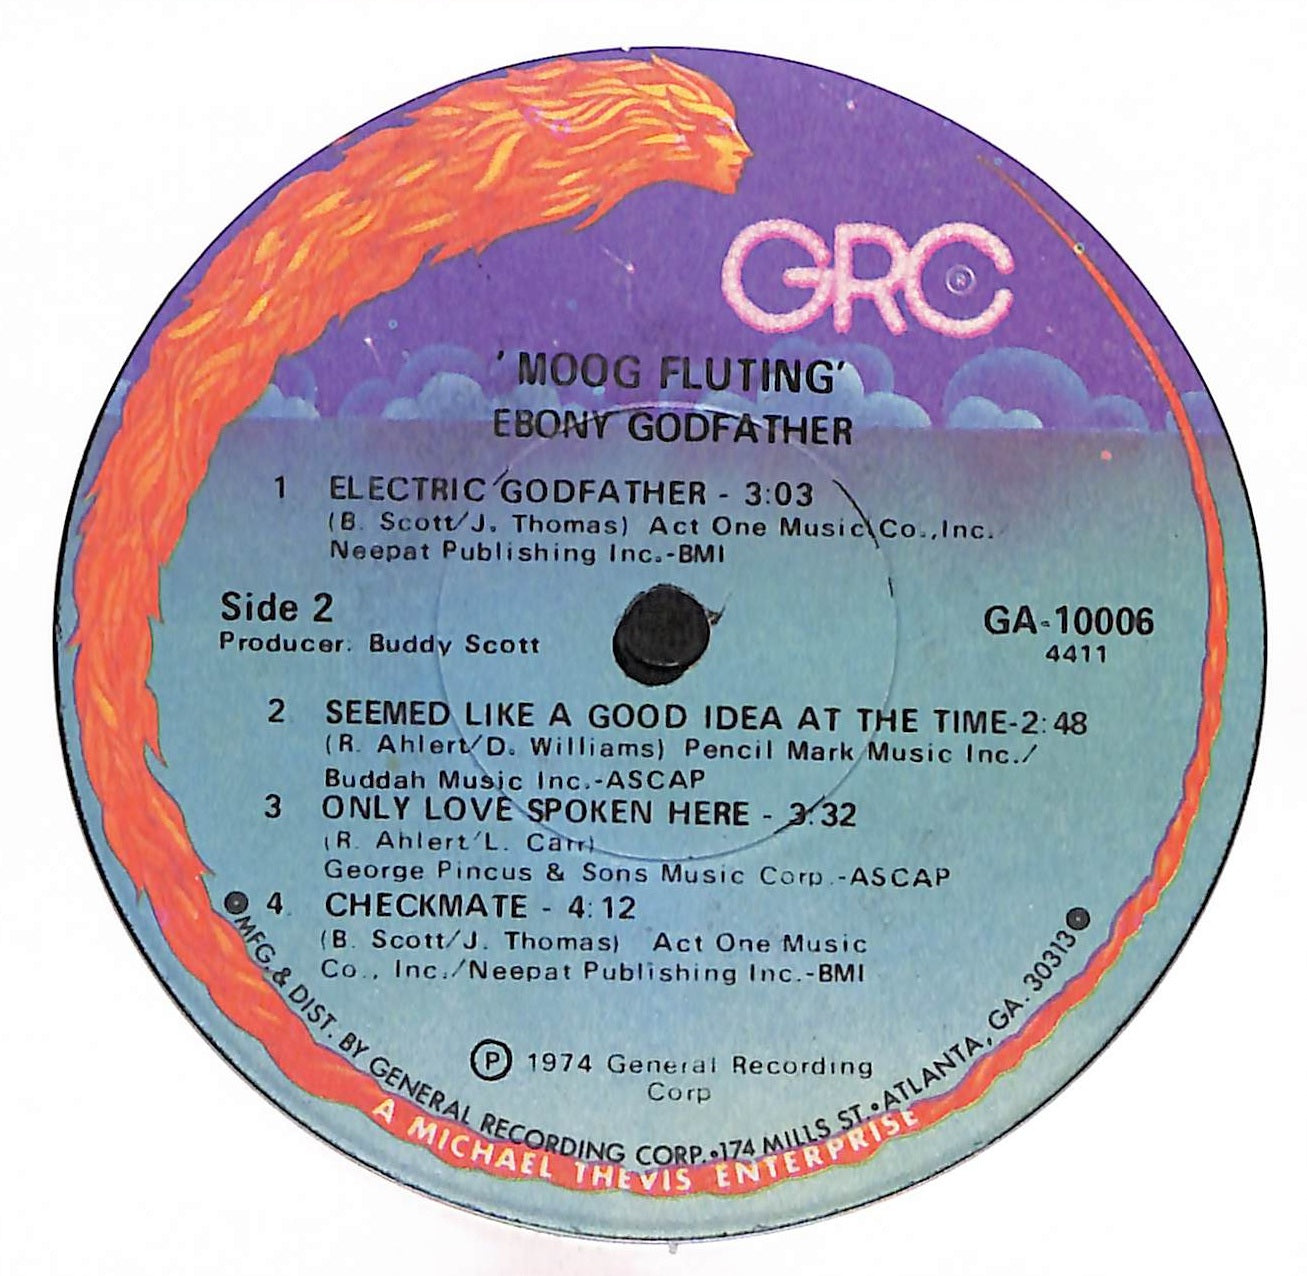 GRC
®
'MOOG FLUTING'
EBONY GODFATHER
1 ELECTRIC GODFATHER - 3:03
(B. Scott/J. Thomas) Act One Music Co.,Inc.
Neepat Publishing Inc.-BMI
Side 2
Producer: Buddy Scott
GA-10006
4411
2 SEEMED LIKE A GOOD IDEA AT THE TIME-2:48
(R. Ahlert/D. Williams) Pencil Mark Music Inc./
Buddah Music Inc.-ASCAP
3 ONLY LOVE SPOKEN HERE - 3:32
(R. Ahlert/L. Carr)
George Pincus & Sons Music Corp.-ASCAP
4 CHECKMATE - 4:12
(B. Scott/J. Thomas) Act One Music
Co., Inc./Neepat Publishing Inc.-BMI
Ⓟ 1974 General Recording
Corp
MFG. & DIST. BY GENERAL RECORDING CORP.•174 MILLS ST.•ATLANTA, GA. 30313
A MICHAEL THEVIS ENTERPRISE